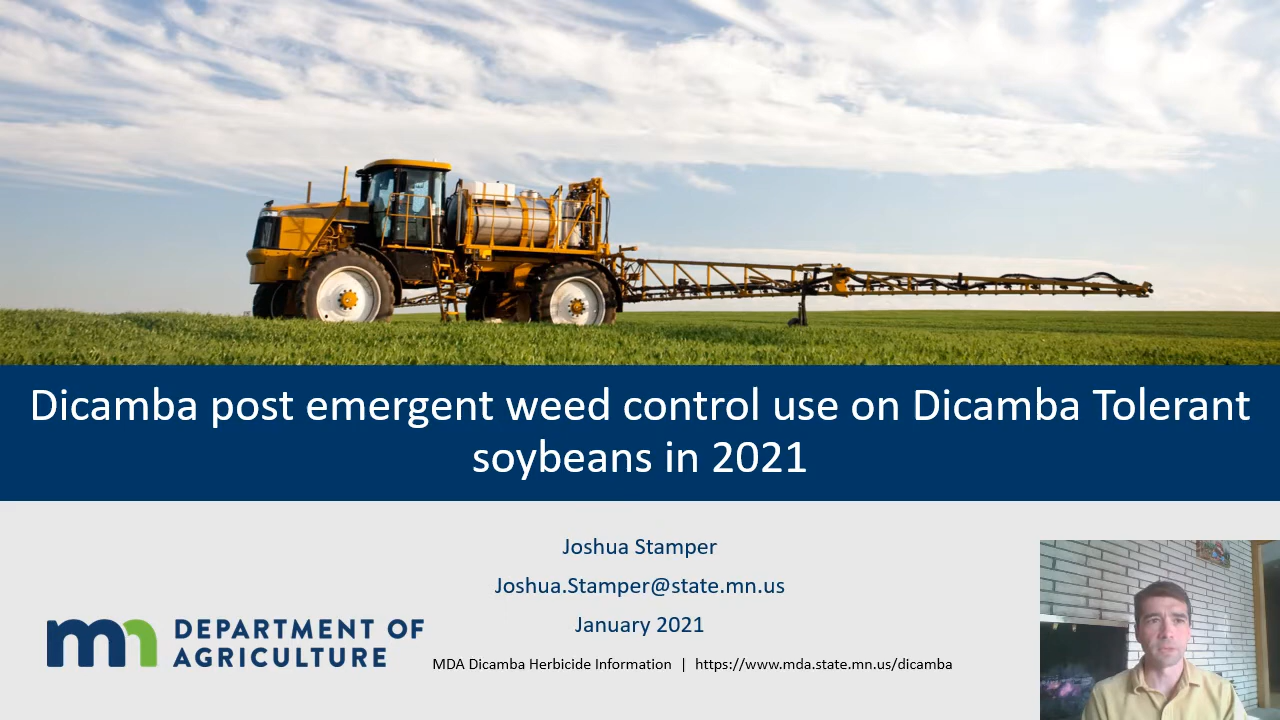 Dicamba post emergent weed control use on Dicamba Tolerant
soybeans in 2021
Joshua Stamper
Joshua.Stamper@state.mn.us
January 2021
mn DEPARTMENT OF
AGRICULTURE
MDA Dicamba Herbicide Information | https://www.mda.state.mn.us/dicamba